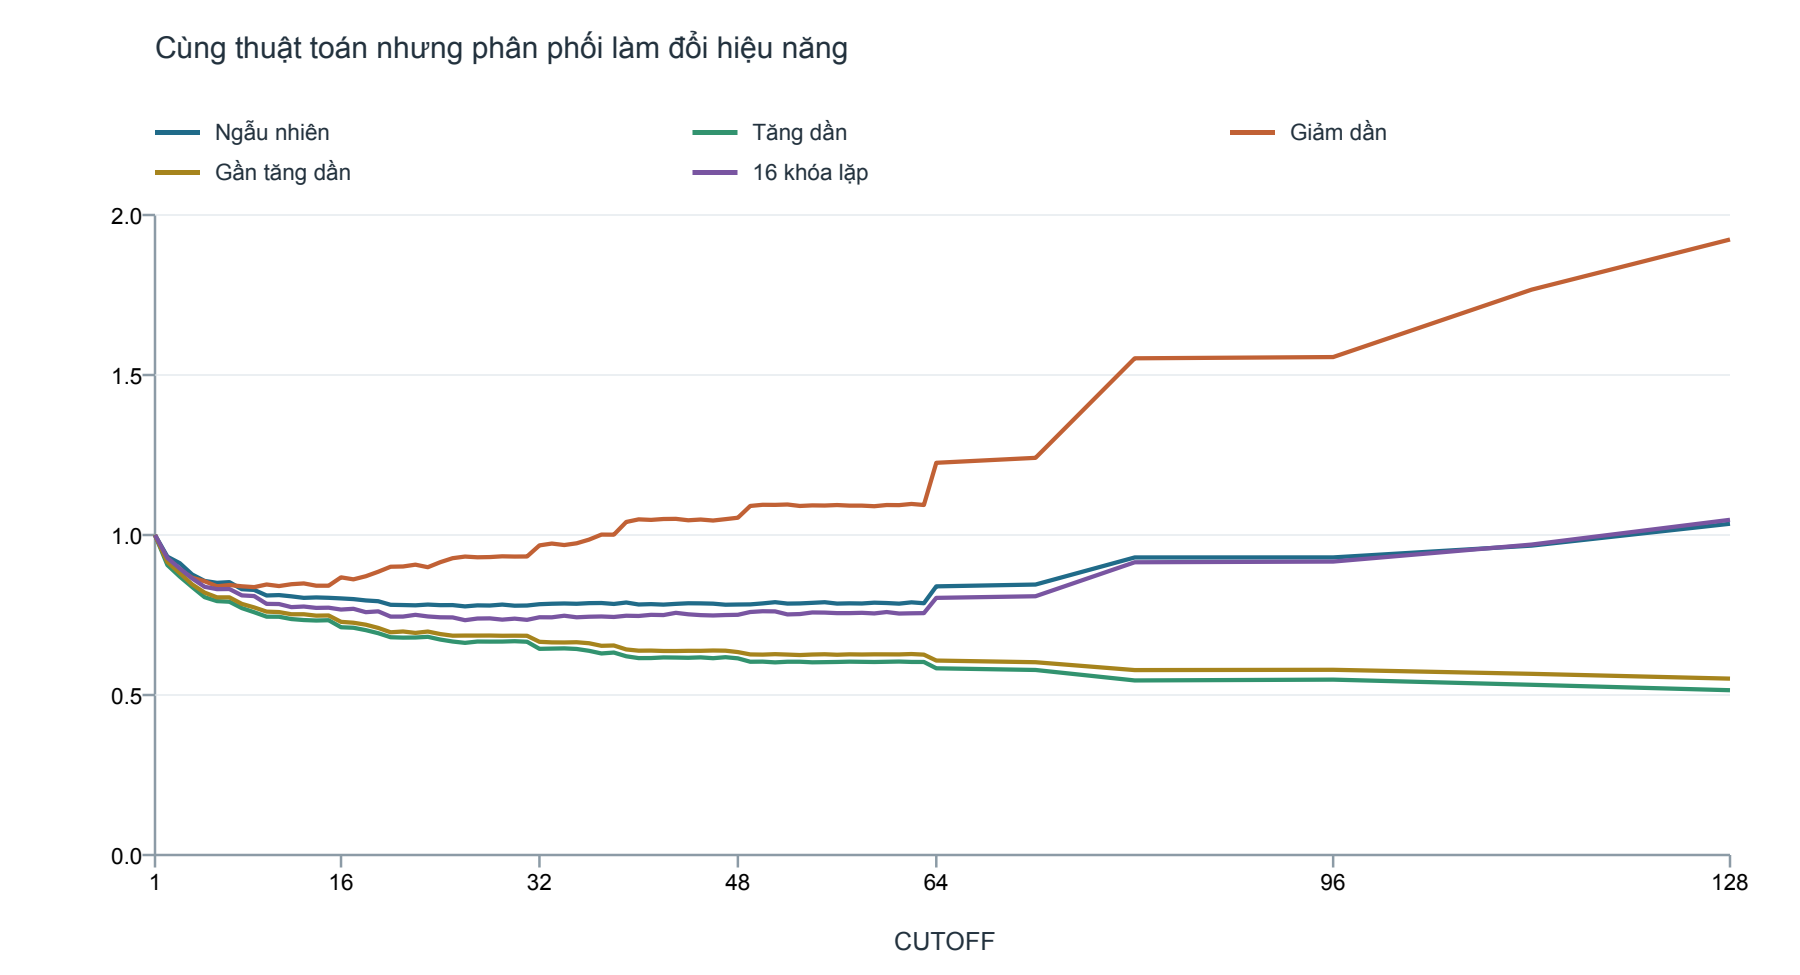 Cùng thuật toán nhưng phân phối làm đổi hiệu năng
Ngẫu nhiên
Tăng dần
Giảm dần
Gần tăng dần
16 khóa lặp
2.0
1.5
1.0
0.5
0.0
1 16 32 48 64 96 128
CUTOFF